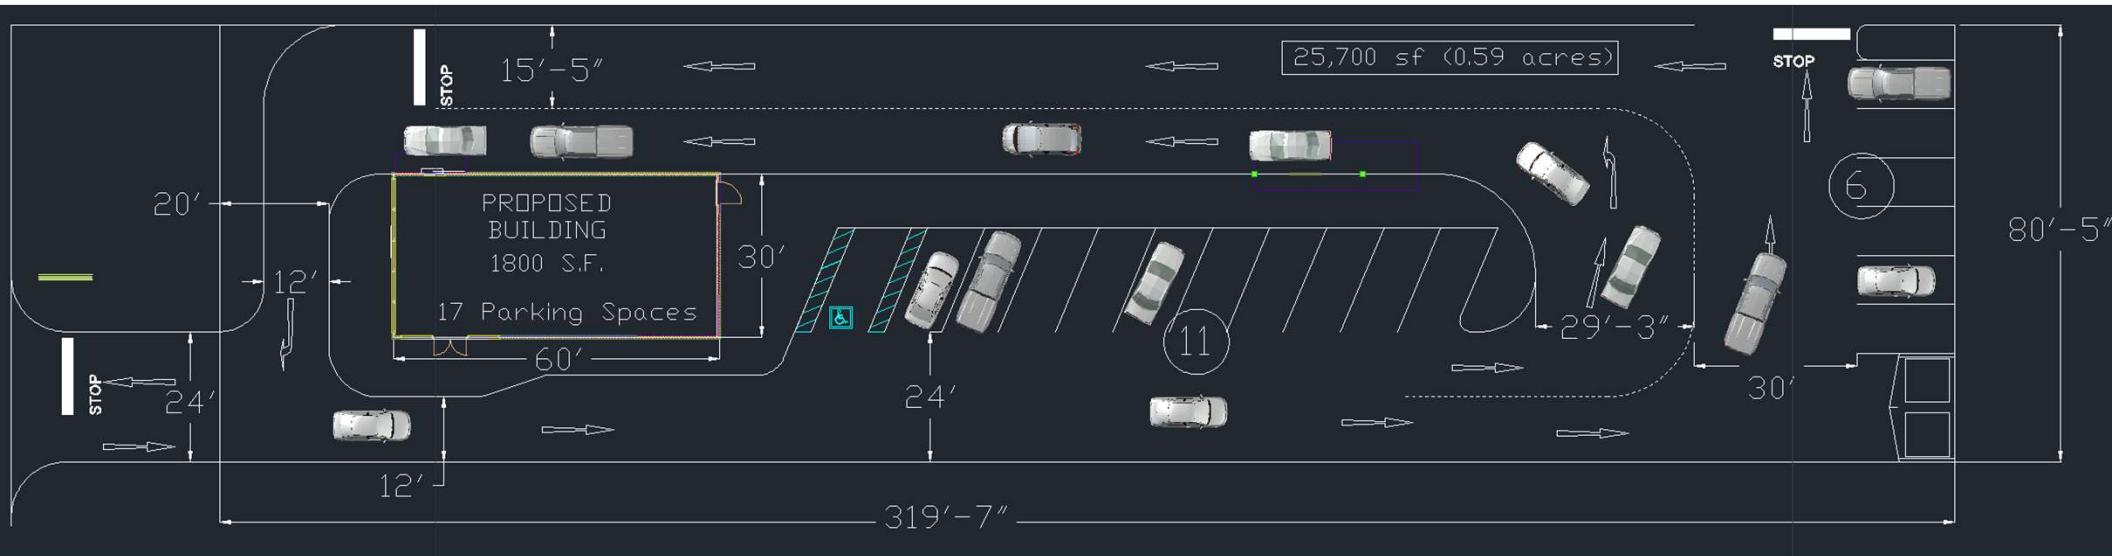 15'-5"
25,700 sf (0.59 acres)
STOP
STOP
6
20'
PROPOSED
BUILDING
1800 S.F.
30'
80'-5"
12'
17 Parking Spaces
11
29'-3"
60'
STOP
24'
24'
30'
12'
319'-7"